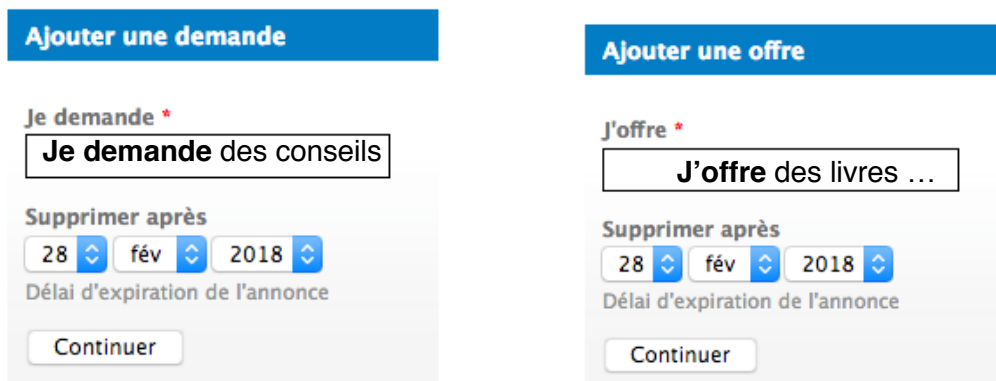 Ajouter une demande
Je demande *
Je demande des conseils
Supprimer après
28 fév 2018
Délai d'expiration de l'annonce
Continuer
Ajouter une offre
J'offre *
J’offre des livres …
Supprimer après
28 fév 2018
Délai d'expiration de l'annonce
Continuer